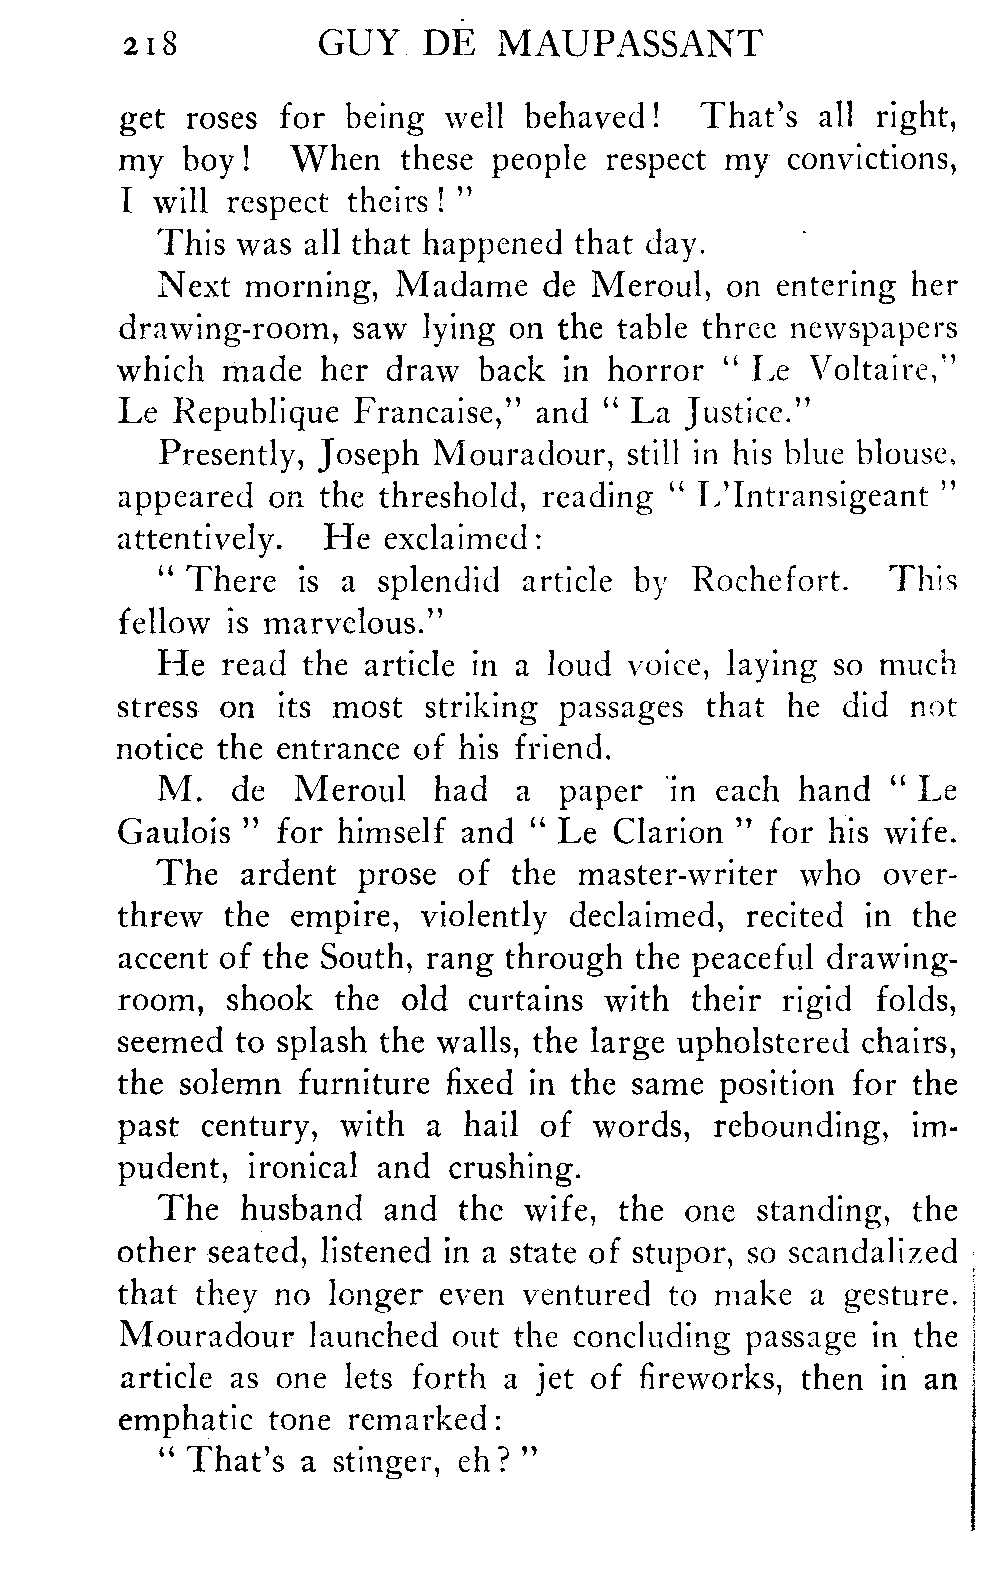 218 GUY DE MAUPASSANT
get roses for being well behaved! That's all right,
my boy! When these people respect my convictions,
I will respect theirs! "
This was all that happened that day.
Next morning, Madame de Meroul, on entering her
drawing-room, saw lying on the table three newspapers
which made her draw back in horror " Le Voltaire,"
Le Republique Francaise," and " La Justice."
Presently, Joseph Mouradour, still in his blue blouse,
appeared on the threshold, reading " L'Intransigeant "
attentively. He exclaimed:
" There is a splendid article by Rochefort. This
fellow is marvelous."
He read the article in a loud voice, laying so much
stress on its most striking passages that he did not
notice the entrance of his friend.
M. de Meroul had a paper in each hand " Le
Gaulois " for himself and " Le Clarion " for his wife.
The ardent prose of the master-writer who over-
threw the empire, violently declaimed, recited in the
accent of the South, rang through the peaceful drawing-
room, shook the old curtains with their rigid folds,
seemed to splash the walls, the large upholstered chairs,
the solemn furniture fixed in the same position for the
past century, with a hail of words, rebounding, im-
pudent, ironical and crushing.
The husband and the wife, the one standing, the
other seated, listened in a state of stupor, so scandalized
that they no longer even ventured to make a gesture.
Mouradour launched out the concluding passage in the
article as one lets forth a jet of fireworks, then in an
emphatic tone remarked:
" That's a stinger, eh? "